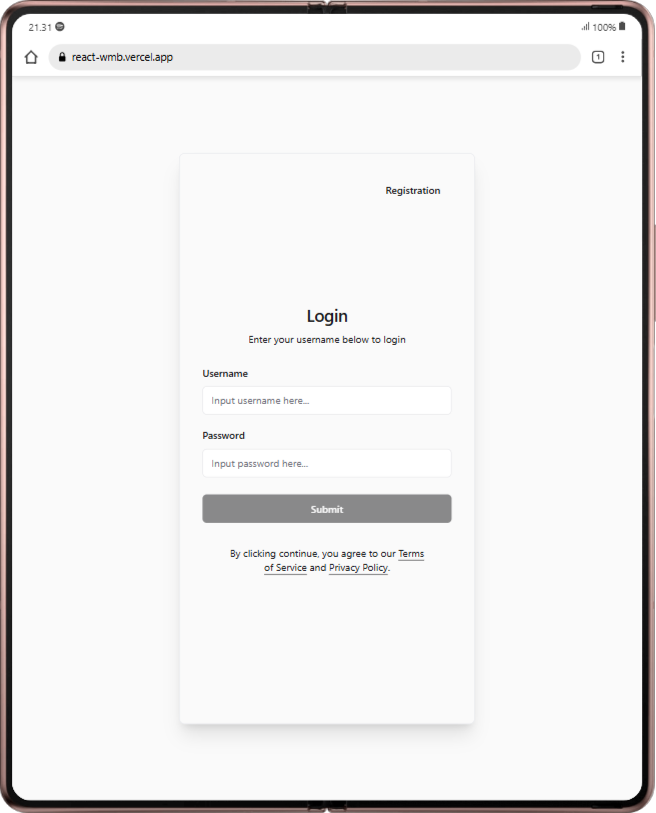 21.31
100%
react-wmb.vercel.app
1
Registration
Login
Enter your username below to login
Username
Input username here...
Password
Input password here...
Submit
By clicking continue, you agree to our Terms
of Service and Privacy Policy.